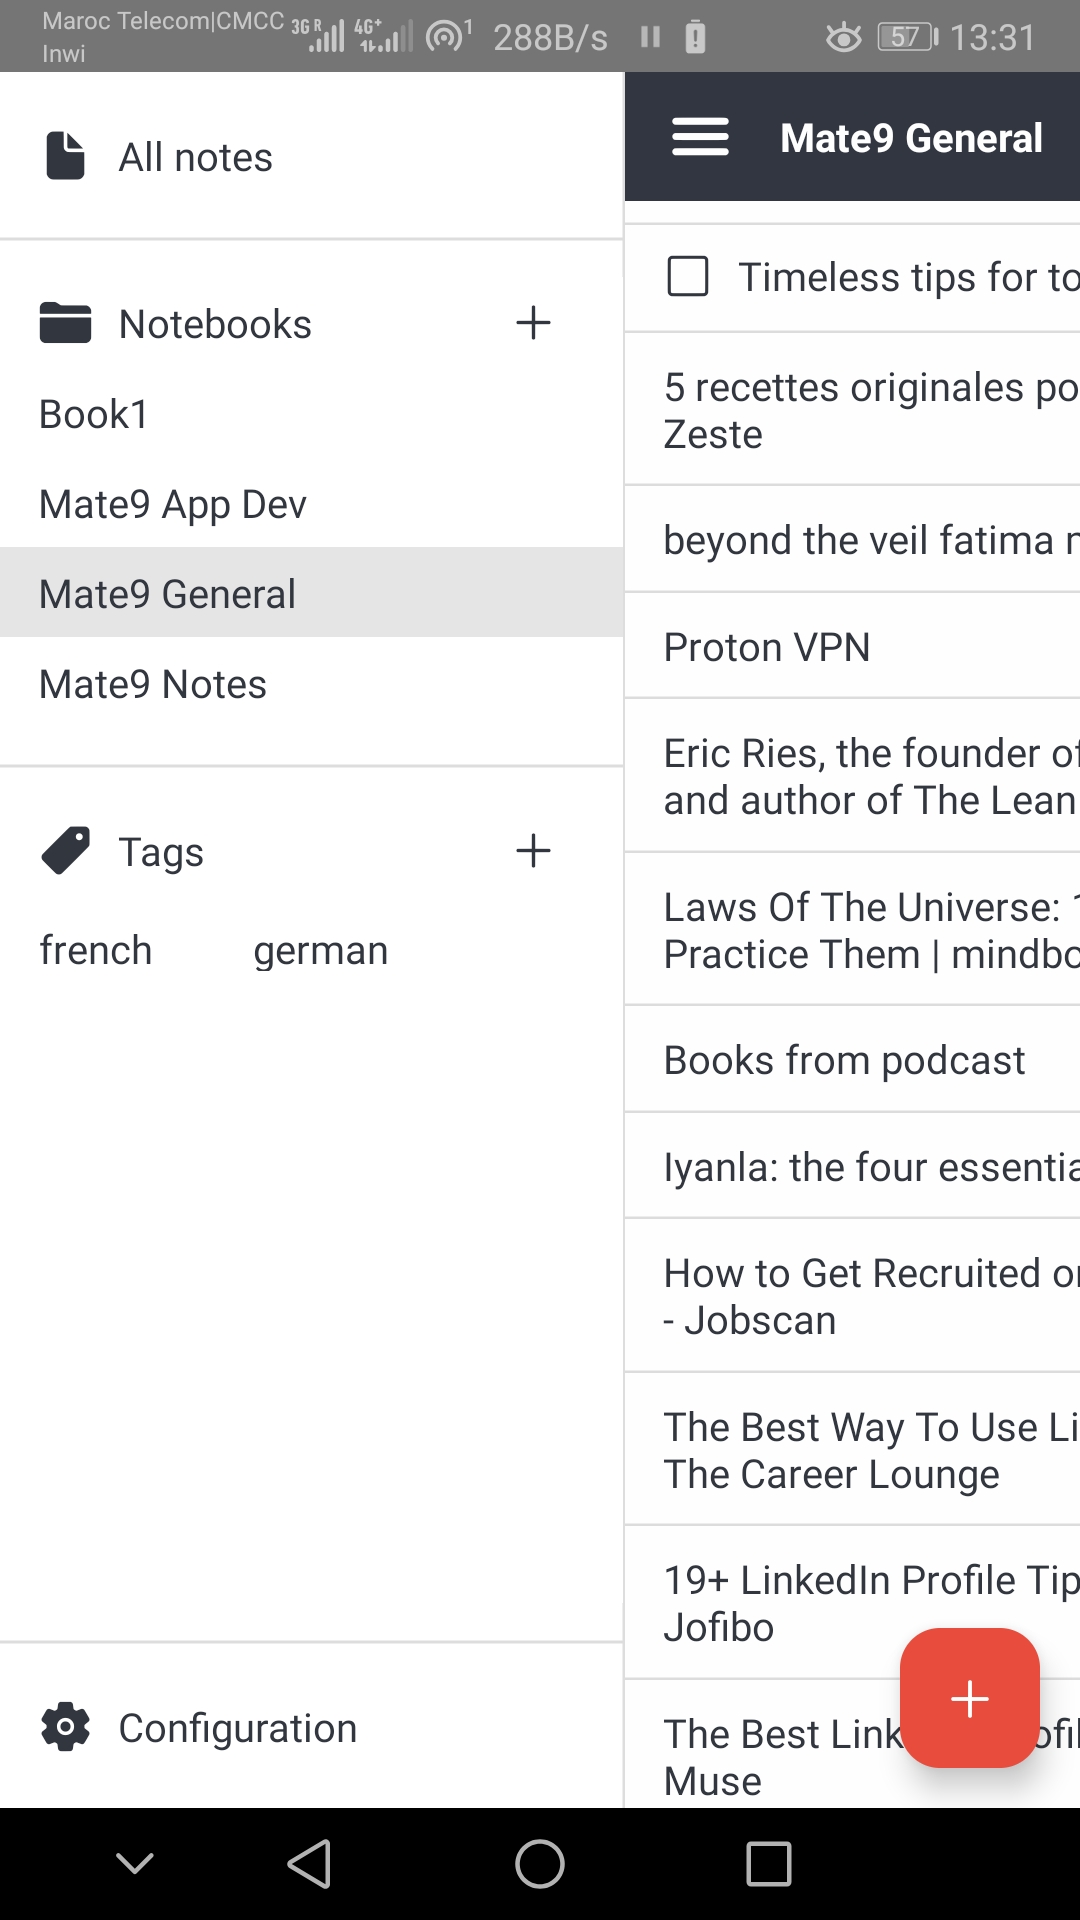 Maroc Telecom|CMCC
Inwi
3G R
4G+
1
288B/s
57
13:31
All notes
Notebooks
Book1
Mate9 App Dev
Mate9 General
Mate9 Notes
Tags
french german
Configuration
Mate9 General
Timeless tips for to
5 recettes originales po
Zeste
beyond the veil fatima
Proton VPN
Eric Ries, the founder of
and author of The Lean
Laws Of The Universe:
Practice Them | mindbo
Books from podcast
Iyanla: the four essentia
How to Get Recruited on
- Jobscan
The Best Way To Use Li
The Career Lounge
19+ LinkedIn Profile Tip
Jofibo
The Best Link ofil
Muse